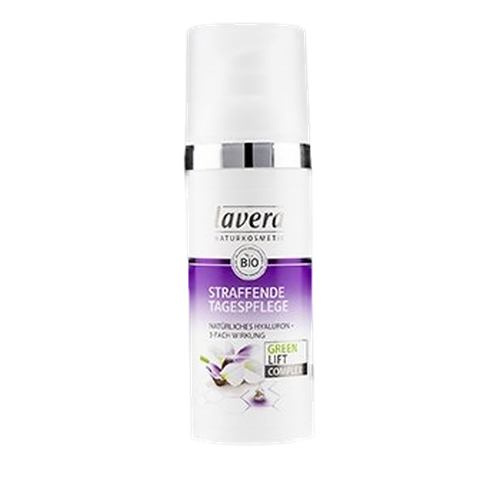 lavera
NATURKOSMETIK
BIO
STRAFFENDE
TAGESPFLEGE
NATÜRLICHES HYALURON –
3-FACH WIRKUNG
GREEN
LIFT
COMPLEX